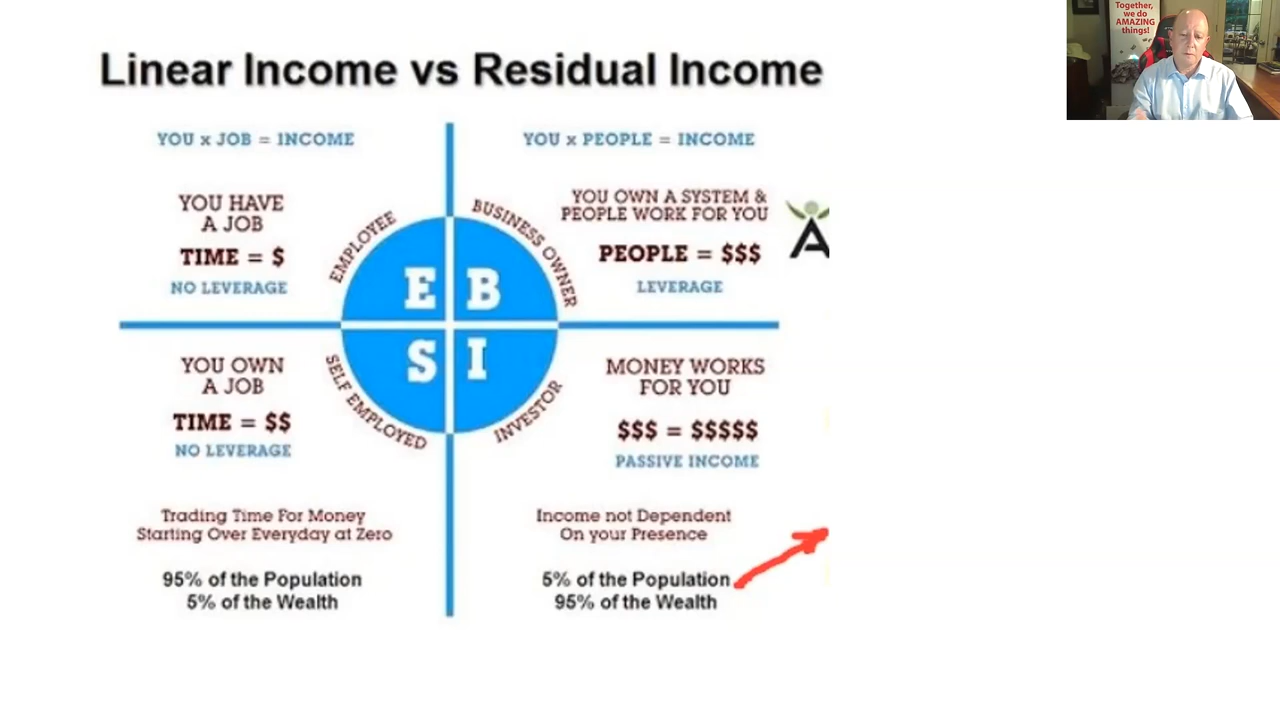 Linear Income vs Residual Income
YOU x JOB = INCOME
YOU x PEOPLE = INCOME
YOU HAVE
A JOB
TIME = $
NO LEVERAGE
YOU OWN A SYSTEM &
PEOPLE WORK FOR YOU
PEOPLE = $$$
LEVERAGE
EMPLOYEE
BUSINESS OWNER
E
B
S
I
SELF EMPLOYED
INVESTOR
YOU OWN
A JOB
TIME = $$
NO LEVERAGE
MONEY WORKS
FOR YOU
$$$ = $$$$$
PASSIVE INCOME
Trading Time For Money
Starting Over Everyday at Zero
Income not Dependent
On your Presence
95% of the Population
5% of the Wealth
5% of the Population
95% of the Wealth
A
Together,
we do
AMAZING
things!